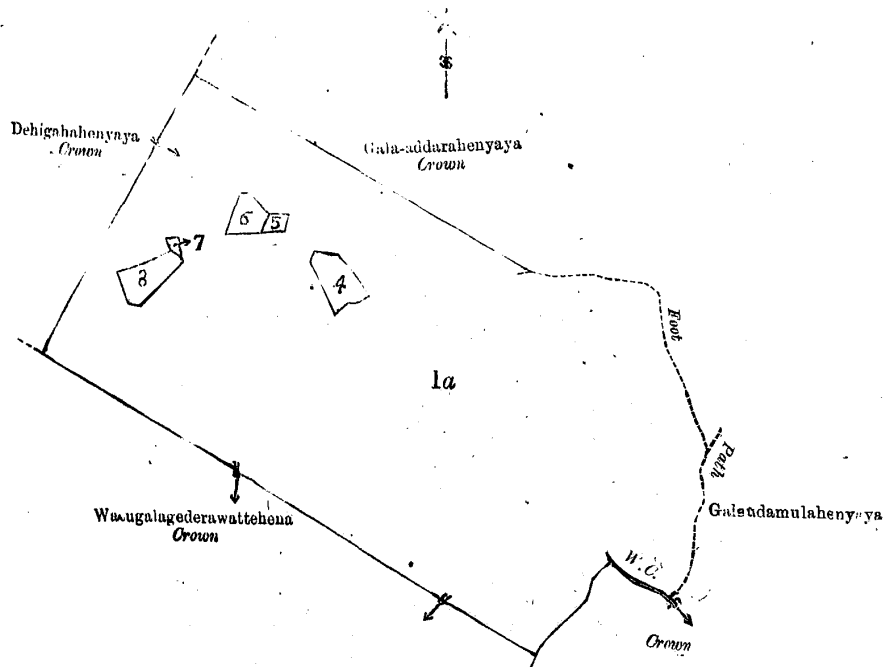 Dehigahahenyaya
Crown
Gala-addarahenyaya
Crown
6
5
7
8
4
Foot
1a
Path
Galendamulahenyaya
Crown
W. C.
Crown